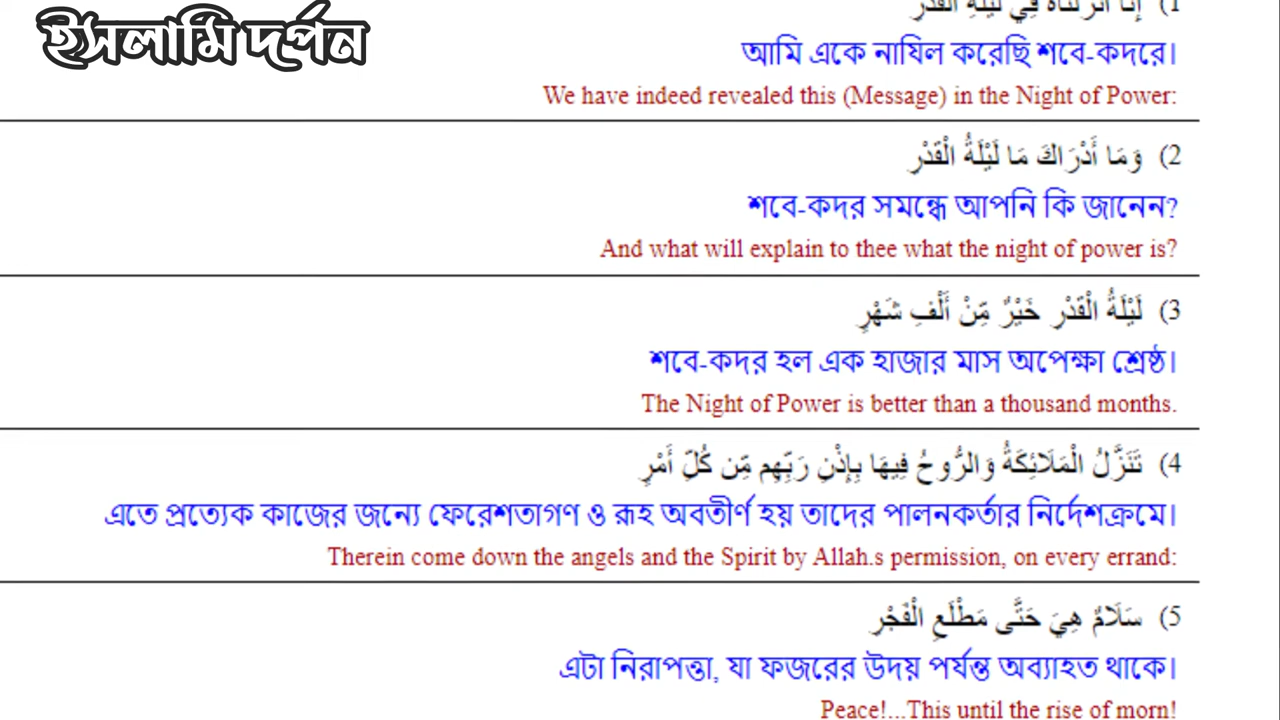 ইসলামি দর্পন
1) إِنَّا أَنزَلْنَاهُ فِي لَيْلَةِ الْقَدْرِ
আমি একে নাযিল করেছি শবে-কদরে।
We have indeed revealed this (Message) in the Night of Power:
2) وَمَا أَدْرَاكَ مَا لَيْلَةُ الْقَدْرِ
শবে-কদর সমন্ধে আপনি কি জানেন?
And what will explain to thee what the night of power is?
3) لَيْلَةُ الْقَدْرِ خَيْرٌ مِّنْ أَلْفِ شَهْرٍ
শবে-কদর হল এক হাজার মাস অপেক্ষা শ্রেষ্ঠ।
The Night of Power is better than a thousand months.
4) تَنَزَّلُ الْمَلَائِكَةُ وَالرُّوحُ فِيهَا بِإِذْنِ رَبِّهِم مِّن كُلِّ أَمْرٍ
এতে প্রত্যেক কাজের জন্যে ফেরেশতাগণ ও রূহ অবতীর্ণ হয় তাদের পালনকর্তার নির্দেশক্রমে।
Therein come down the angels and the Spirit by Allah.s permission, on every errand:
5) سَلَامٌ هِيَ حَتَّى مَطْلَعِ الْفَجْرِ
এটা নিরাপত্তা, যা ফজরের উদয় পর্যন্ত অব্যাহত থাকে।
Peace!...This until the rise of morn!